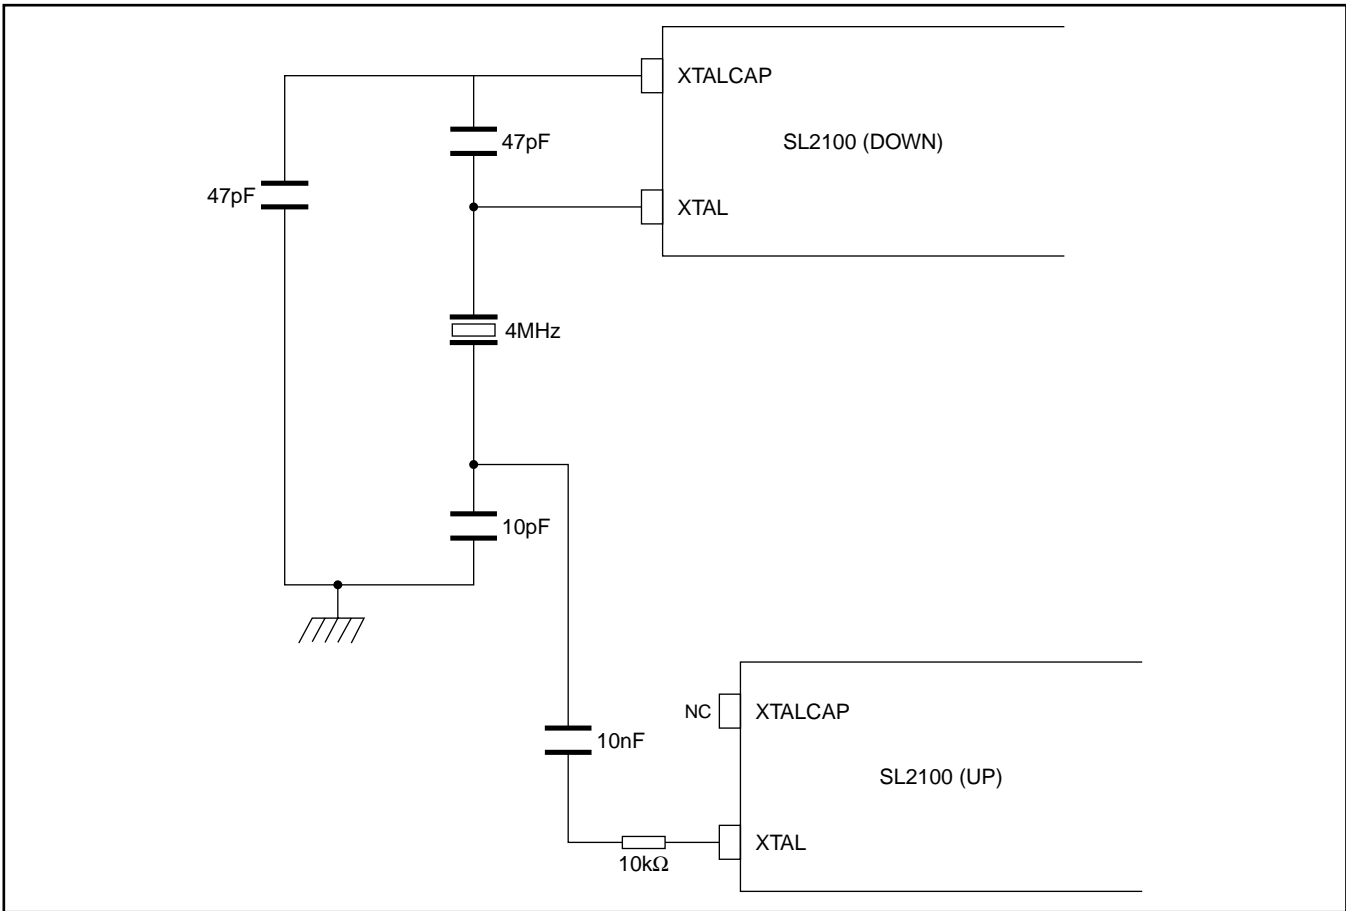 XTALCAP
47pF
SL2100 (DOWN)
47pF
XTAL
4MHz
10pF
NC
XTALCAP
10nF
SL2100 (UP)
XTAL
10kΩ